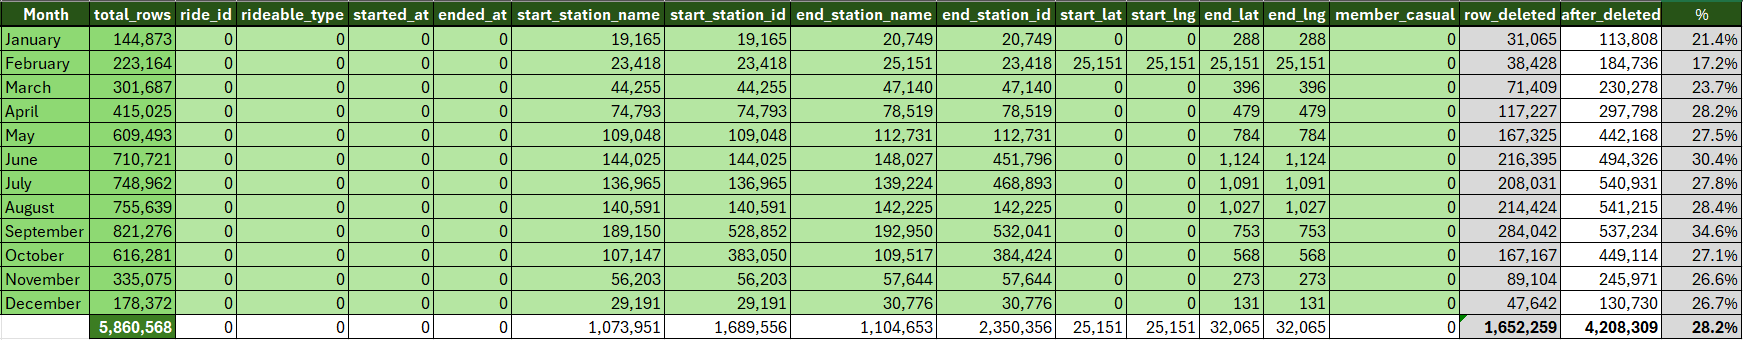 Month total_rows ride_id rideable_type started_at ended_at start_station_name start_station_id end_station_name end_station_id start_lat start_lng end_lat end_lng member_casual row_deleted after_deleted %
January 144,873 0 0 0 0 19,165 19,165 20,749 20,749 0 0 288 288 0 31,065 113,808 21.4%
February 223,164 0 0 0 0 23,418 23,418 25,151 23,418 25,151 25,151 25,151 25,151 0 38,428 184,736 17.2%
March 301,687 0 0 0 0 44,255 44,255 47,140 47,140 0 0 396 396 0 71,409 230,278 23.7%
April 415,025 0 0 0 0 74,793 74,793 78,519 78,519 0 0 479 479 0 117,227 297,798 28.2%
May 609,493 0 0 0 0 109,048 109,048 112,731 112,731 0 0 784 784 0 167,325 442,168 27.5%
June 710,721 0 0 0 0 144,025 144,025 148,027 451,796 0 0 1,124 1,124 0 216,395 494,326 30.4%
July 748,962 0 0 0 0 136,965 136,965 139,224 468,893 0 0 1,091 1,091 0 208,031 540,931 27.8%
August 755,639 0 0 0 0 140,591 140,591 142,225 142,225 0 0 1,027 1,027 0 214,424 541,215 28.4%
September 821,276 0 0 0 0 189,150 528,852 192,950 532,041 0 0 753 753 0 284,042 537,234 34.6%
October 616,281 0 0 0 0 107,147 383,050 109,517 384,424 0 0 568 568 0 167,167 449,114 27.1%
November 335,075 0 0 0 0 56,203 56,203 57,644 57,644 0 0 273 273 0 89,104 245,971 26.6%
December 178,372 0 0 0 0 29,191 29,191 30,776 30,776 0 0 131 131 0 47,642 130,730 26.7%
5,860,568 0 0 0 0 1,073,951 1,689,556 1,104,653 2,350,356 25,151 25,151 32,065 32,065 0 1,652,259 4,208,309 28.2%